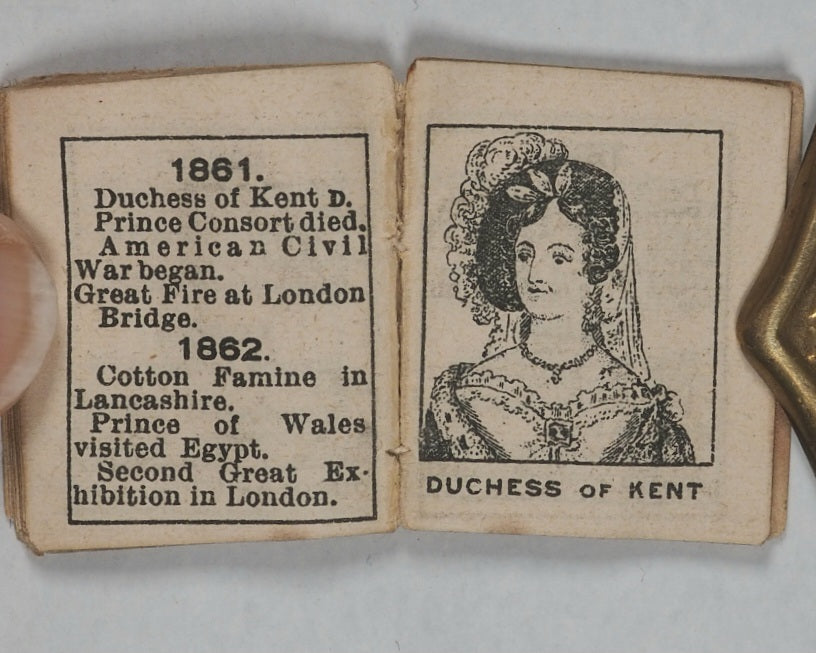 1861.
Duchess of Kent D.
Prince Consort died.
American Civil
War began.
Great Fire at London
Bridge.
1862.
Cotton Famine in
Lancashire.
Prince of Wales
visited Egypt.
Second Great Ex-
hibition in London.
DUCHESS OF KENT